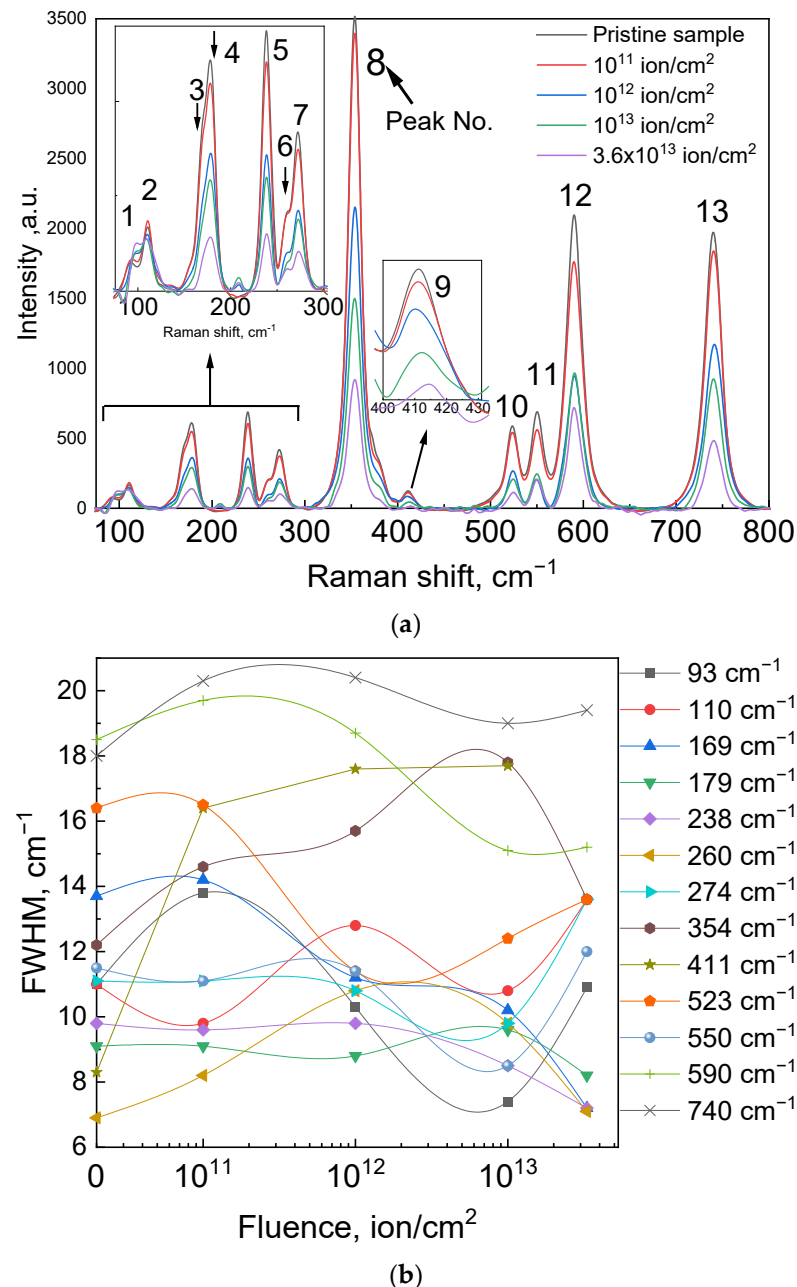 3500
3000
2500
2000
1500
1000
500
0
Intensity ,a.u.
100 200 300 400 500 600 700 800
Raman shift, cm⁻¹
Pristine sample
10¹¹ ion/cm²
10¹² ion/cm²
10¹³ ion/cm²
3.6x10¹³ ion/cm²
1 2 3 4 5 6 7
100 200 300
Raman shift, cm⁻¹
8
Peak No.
9
400 410 420 430
10 11 12 13
(a)
20
18
16
14
12
10
8
6
FWHM, cm⁻¹
0 10¹¹ 10¹² 10¹³
Fluence, ion/cm²
93 cm⁻¹
110 cm⁻¹
169 cm⁻¹
179 cm⁻¹
238 cm⁻¹
260 cm⁻¹
274 cm⁻¹
354 cm⁻¹
411 cm⁻¹
523 cm⁻¹
550 cm⁻¹
590 cm⁻¹
740 cm⁻¹
(b)